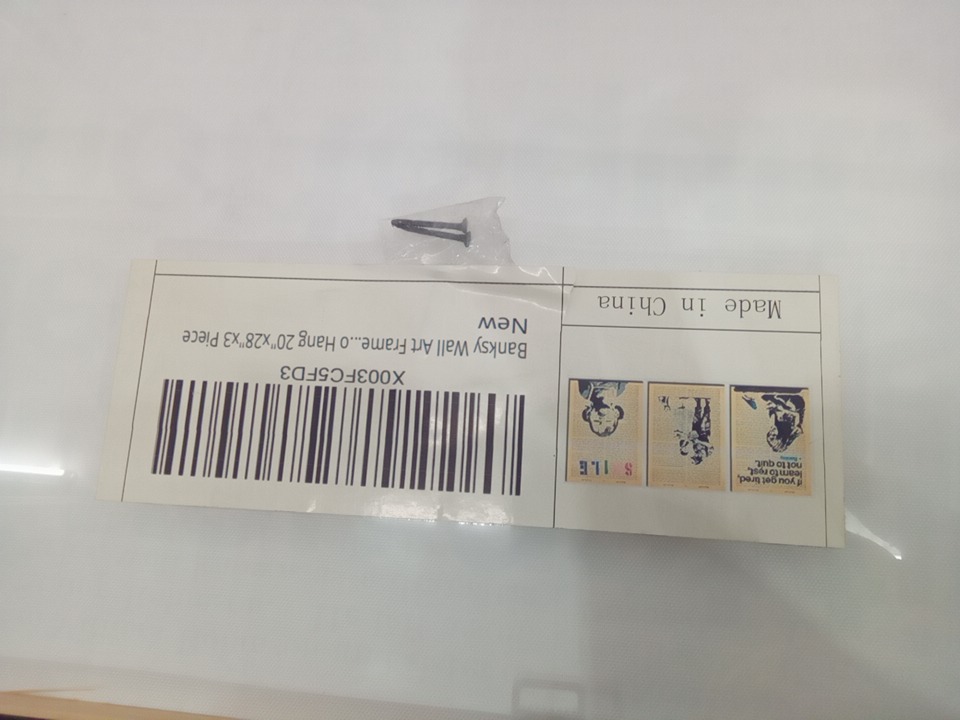 X003FC5FD3
Banksy Wall Art Frame...o Hang 20"x28"x3 Piece
New
if you get tired,
learn to rest,
not to quit.
Made in China